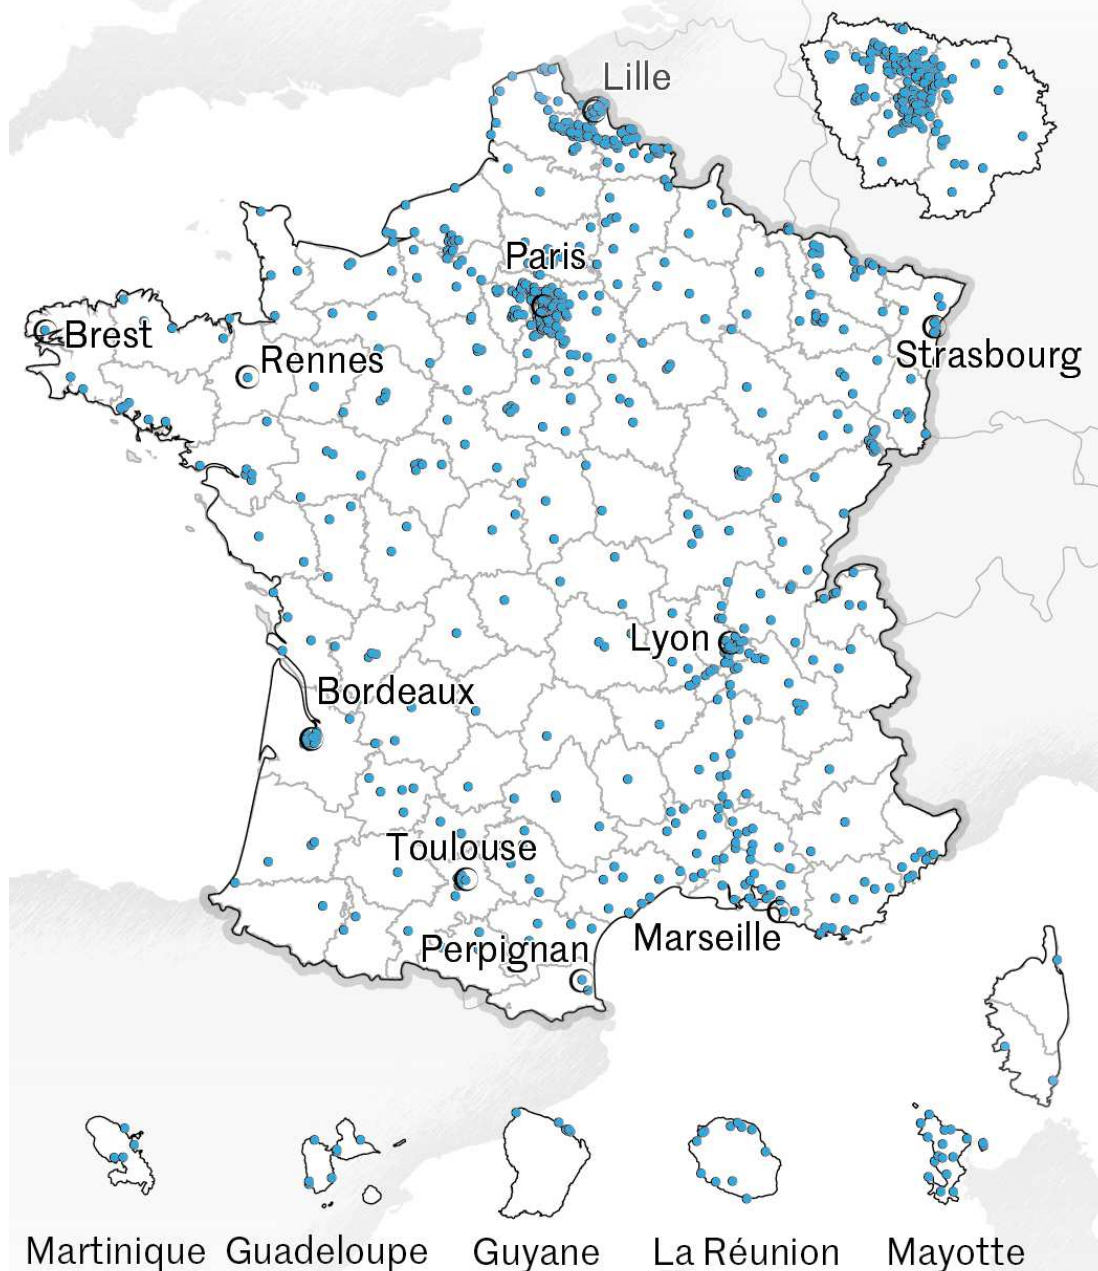 Lille
Paris
Brest
Rennes
Strasbourg
Lyon
Bordeaux
Toulouse
Perpignan
Marseille
Martinique
Guadeloupe
Guyane
La Réunion
Mayotte